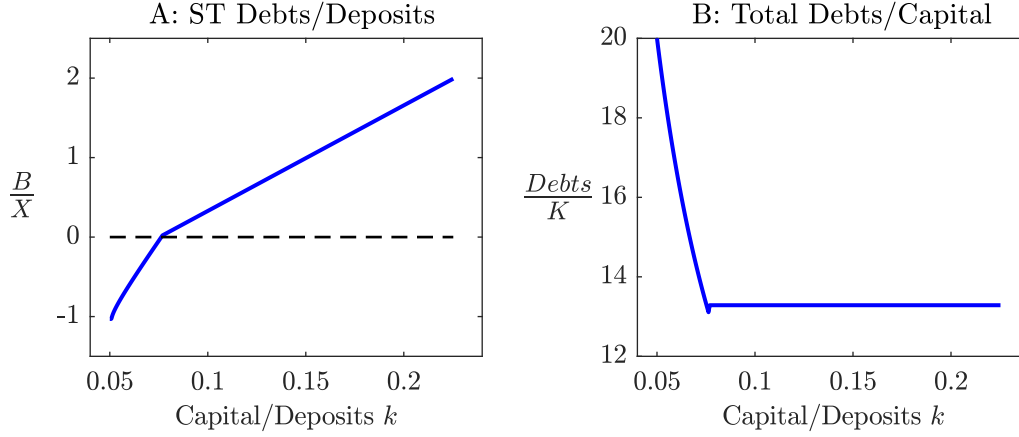 A: ST Debts/Deposits
2
1
0
-1
B
X
0.05 0.1 0.15 0.2
Capital/Deposits k
B: Total Debts/Capital
20
18
16
14
12
Debts
K
0.05 0.1 0.15 0.2
Capital/Deposits k